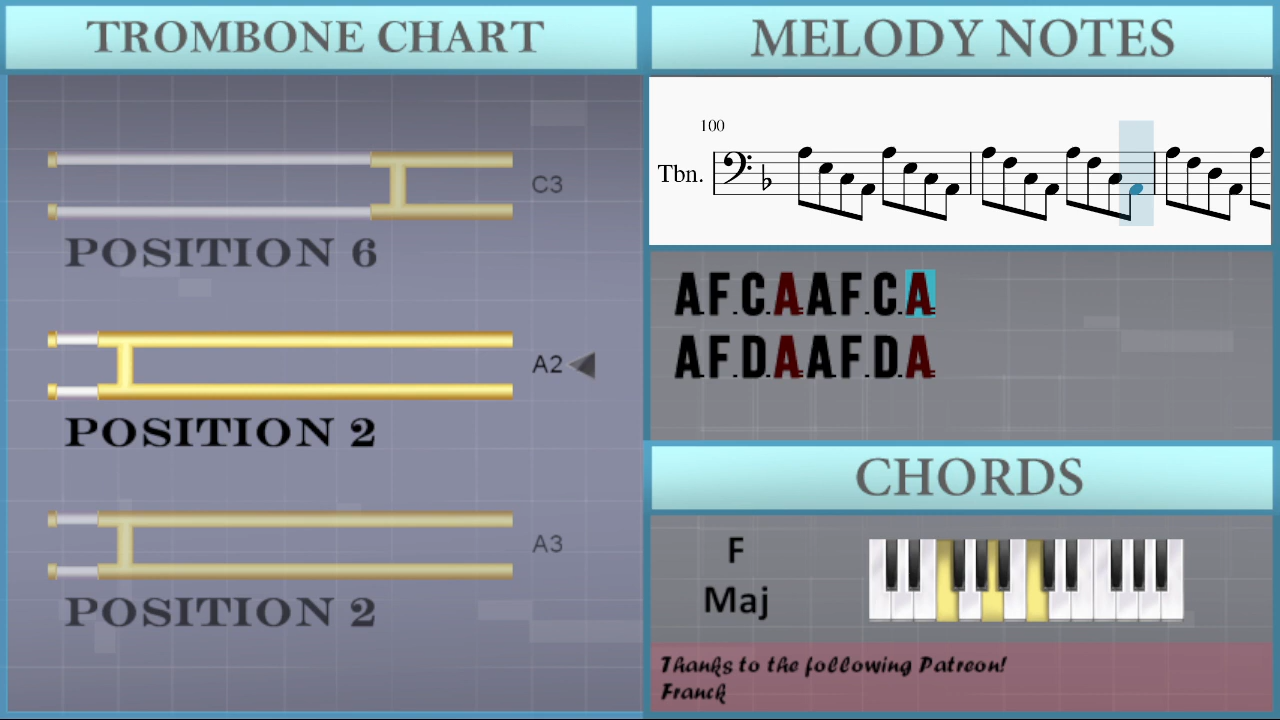 TROMBONE CHART
C3
POSITION 6
A2
POSITION 2
A3
POSITION 2
MELODY NOTES
100
Tbn.
A F. C. A A F. C. A
A F. D. A A F. D. A
CHORDS
F
Maj
Thanks to the following Patreon!
Franck